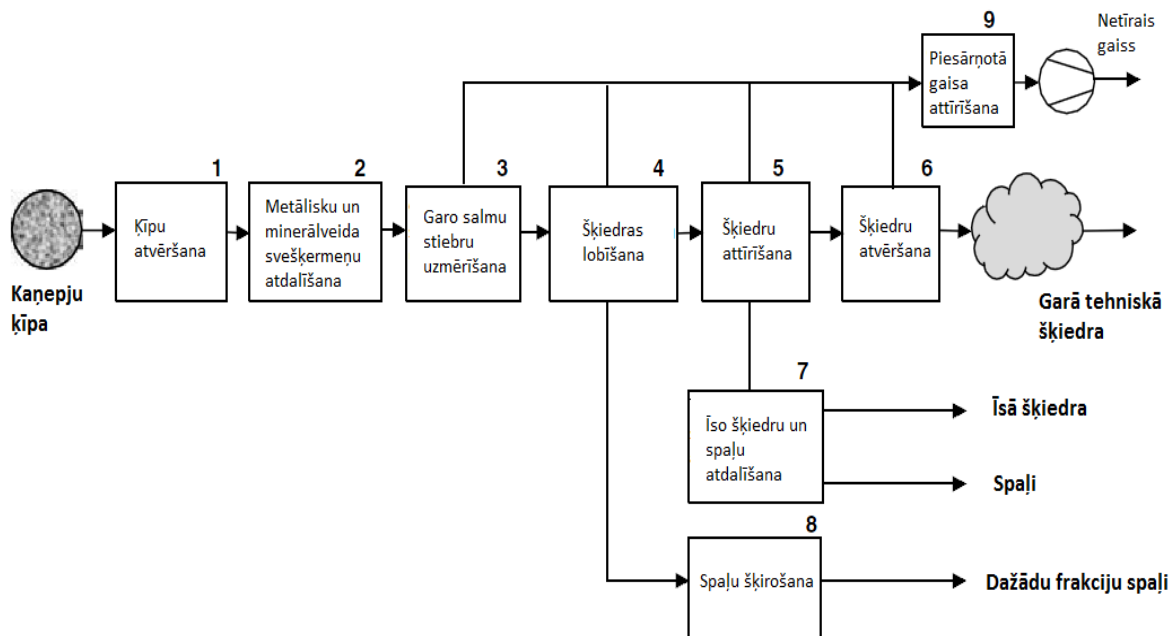 9
Netīrais
gaiss
Piesārņotā
gaisa
attīrīšana
1
2
3
4
5
6
Ķīpu
atvēršana
Metālisku un
minerālveida
svešķermeņu
atdalīšana
Garo salmu
stiebru
uzmērīšana
Šķiedras
lobīšana
Šķiedru
attīrīšana
Šķiedru
atvēršana
Kaņepju
ķīpa
Garā tehniskā
šķiedra
7
Īso šķiedru un
spaļu
atdalīšana
Īsā šķiedra
Spaļi
8
Spaļu šķirošana
Dažādu frakciju spaļi